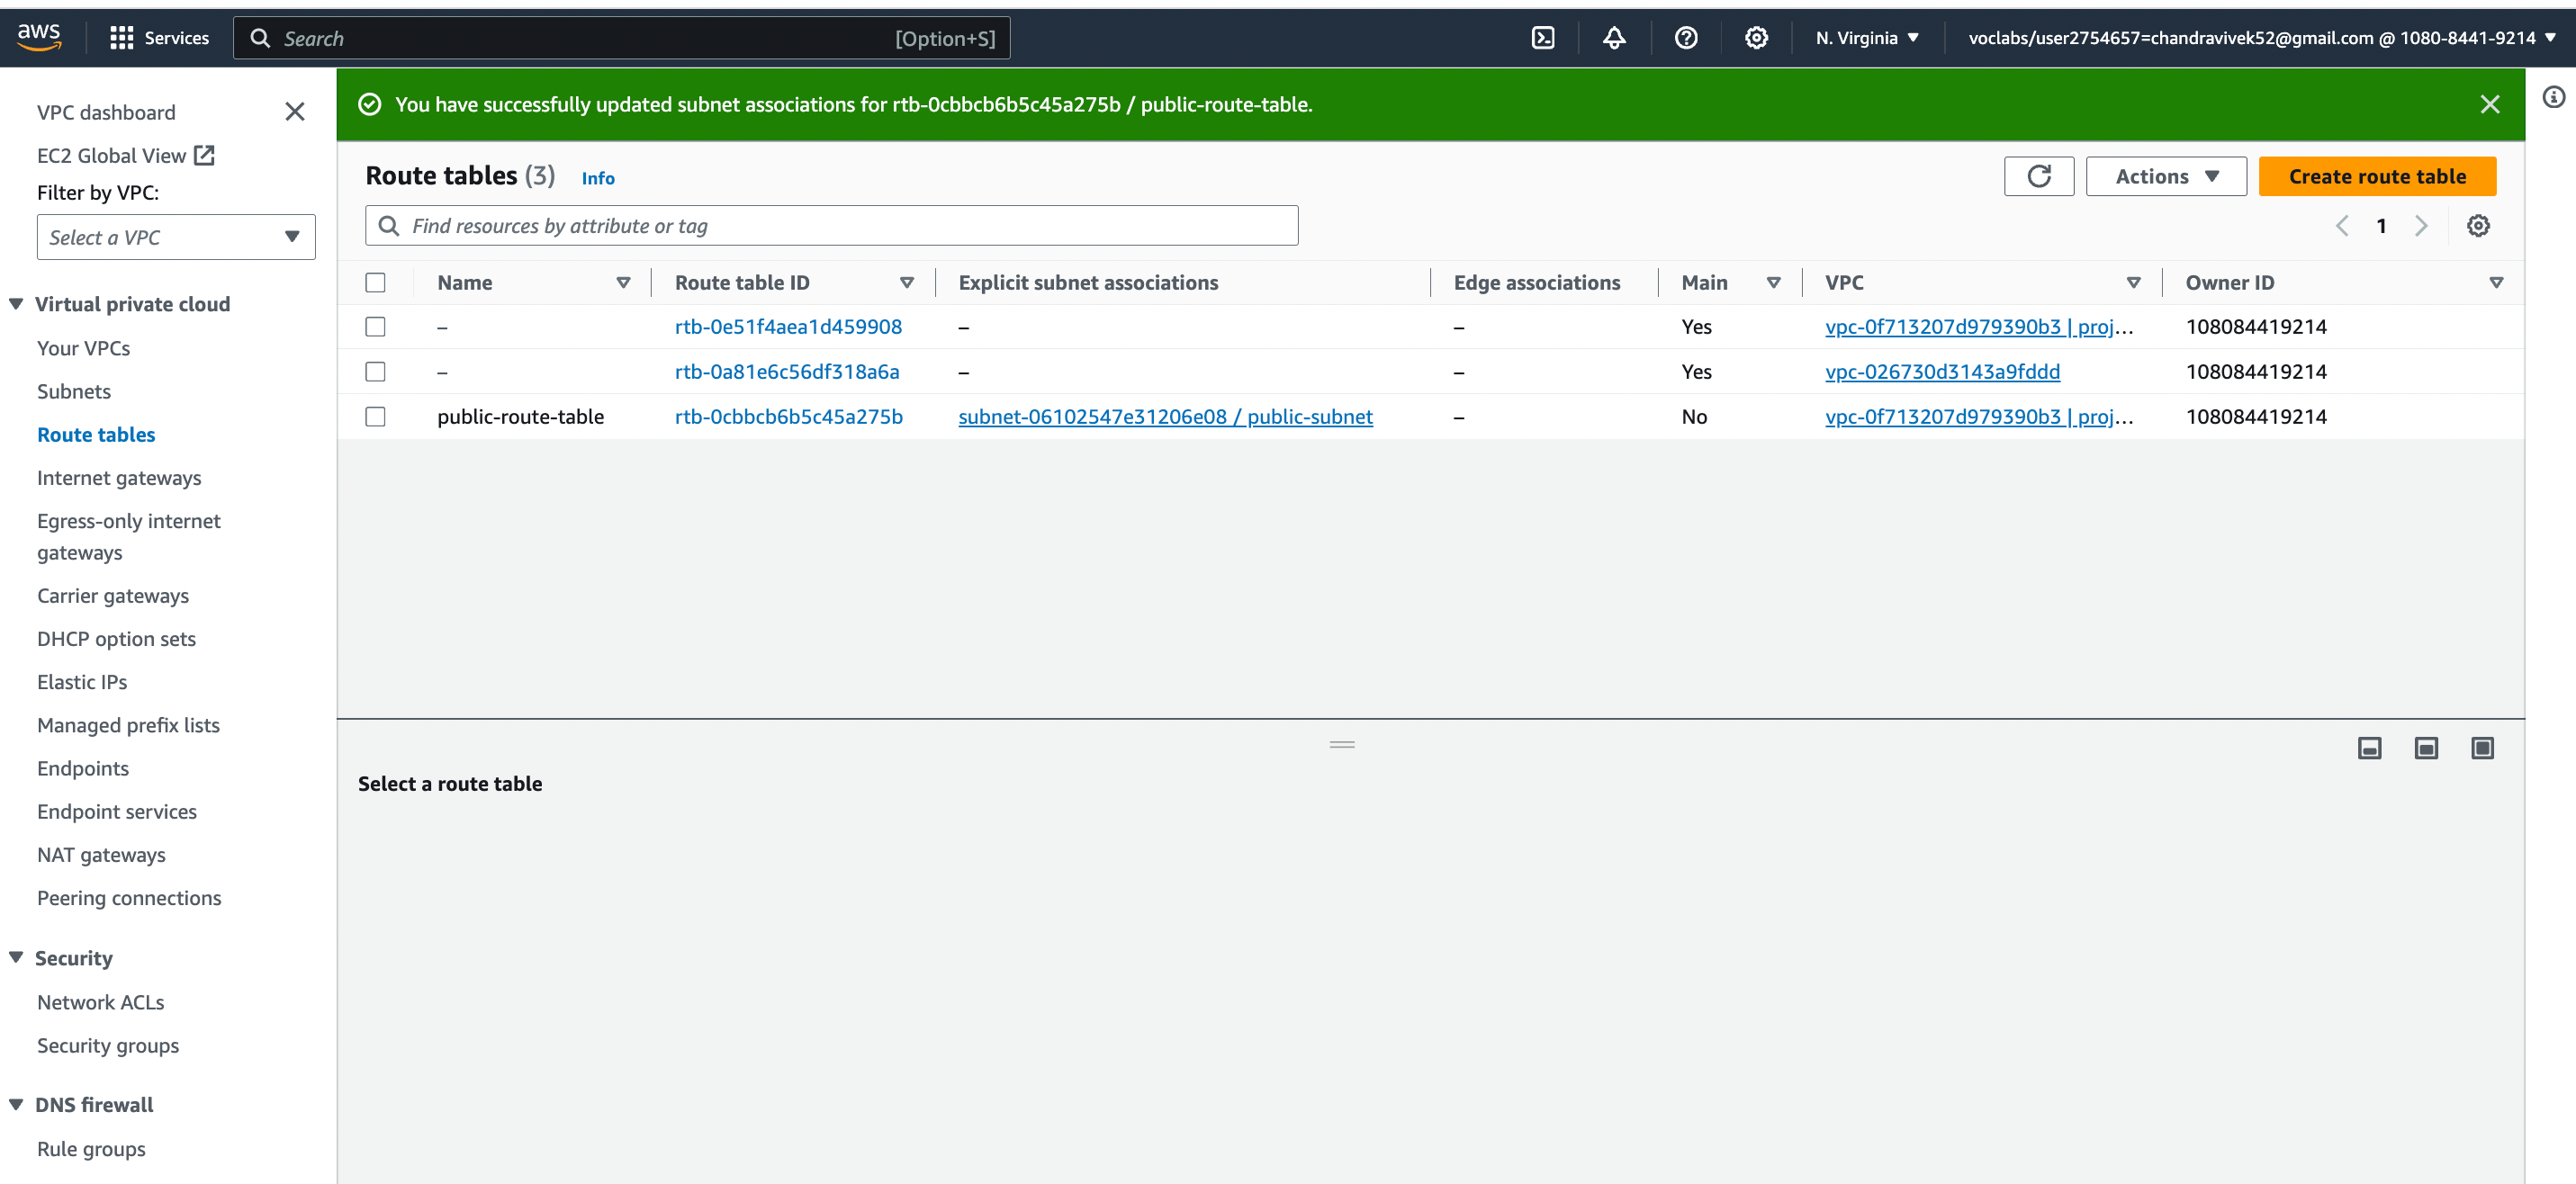 aws
Services
Search
[Option+S]
N. Virginia
voclabs/user2754657=chandravivek52@gmail.com @ 1080-8441-9214
VPC dashboard
EC2 Global View
Filter by VPC:
Select a VPC
Virtual private cloud
Your VPCs
Subnets
Route tables
Internet gateways
Egress-only internet
gateways
Carrier gateways
DHCP option sets
Elastic IPs
Managed prefix lists
Endpoints
Endpoint services
NAT gateways
Peering connections
Security
Network ACLs
Security groups
DNS firewall
Rule groups
You have successfully updated subnet associations for rtb-0cbbcb6b5c45a275b / public-route-table.
Route tables (3) Info
Actions
Create route table
Find resources by attribute or tag
1
Name Route table ID Explicit subnet associations Edge associations Main VPC Owner ID
– rtb-0e51f4aea1d459908 – – Yes vpc-0f713207d979390b3 | proj... 108084419214
– rtb-0a81e6c56df318a6a – – Yes vpc-026730d3143a9fddd 108084419214
public-route-table rtb-0cbbcb6b5c45a275b subnet-06102547e31206e08 / public-subnet – No vpc-0f713207d979390b3 | proj... 108084419214
Select a route table